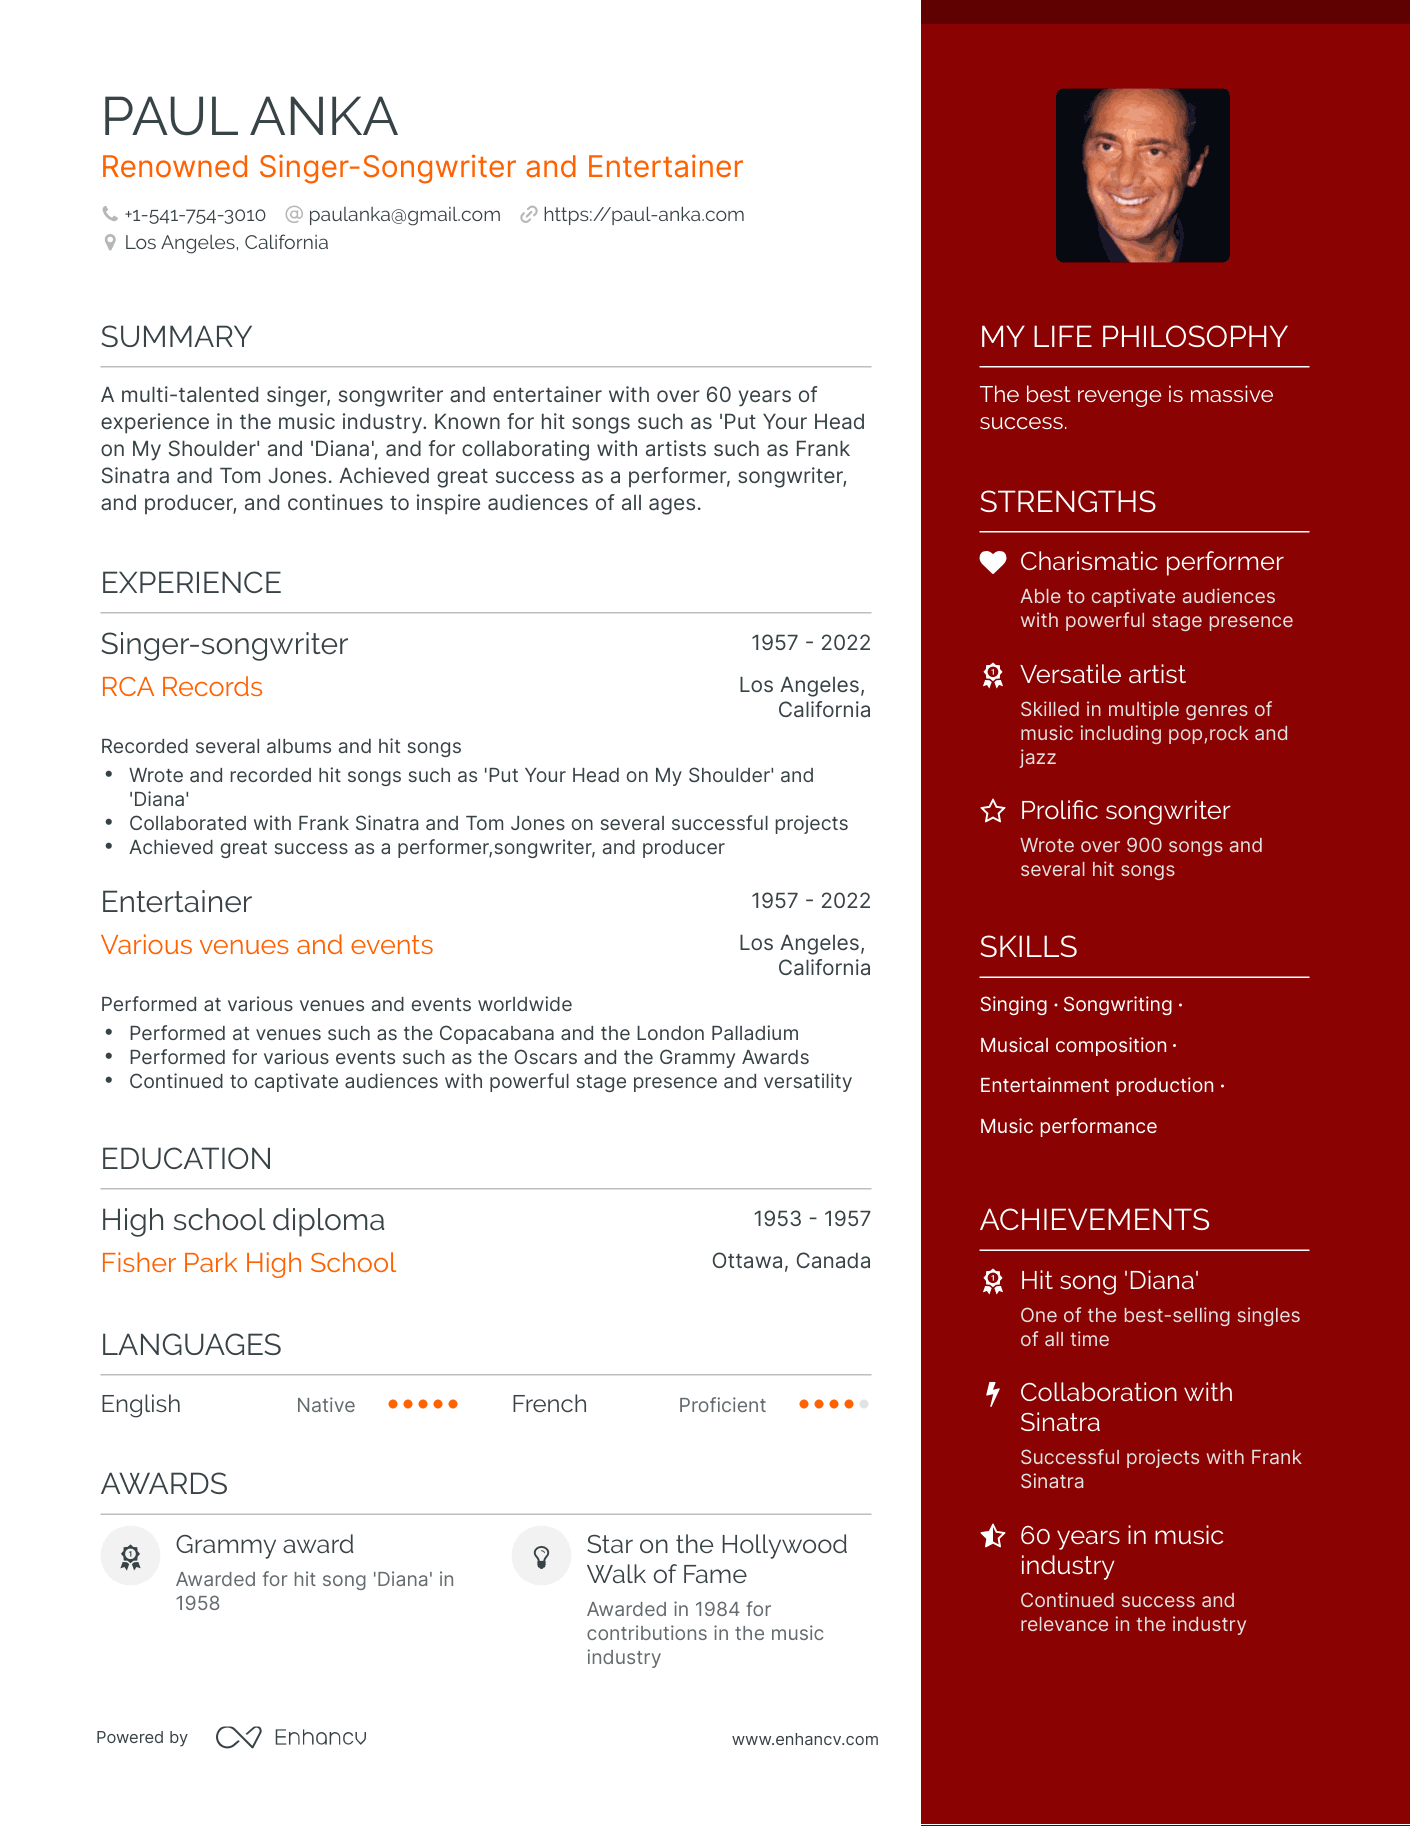 PAUL ANKA
Renowned Singer-Songwriter and Entertainer
+1-541-754-3010 paulanka@gmail.com https://paul-anka.com
Los Angeles, California
SUMMARY
A multi-talented singer, songwriter and entertainer with over 60 years of
experience in the music industry. Known for hit songs such as 'Put Your Head
on My Shoulder' and 'Diana', and for collaborating with artists such as Frank
Sinatra and Tom Jones. Achieved great success as a performer, songwriter,
and producer, and continues to inspire audiences of all ages.
EXPERIENCE
Singer-songwriter 1957 - 2022
RCA Records Los Angeles,
California
Recorded several albums and hit songs
• Wrote and recorded hit songs such as 'Put Your Head on My Shoulder' and
'Diana'
• Collaborated with Frank Sinatra and Tom Jones on several successful projects
• Achieved great success as a performer,songwriter, and producer
Entertainer 1957 - 2022
Various venues and events Los Angeles,
California
Performed at various venues and events worldwide
• Performed at venues such as the Copacabana and the London Palladium
• Performed for various events such as the Oscars and the Grammy Awards
• Continued to captivate audiences with powerful stage presence and versatility
EDUCATION
High school diploma 1953 - 1957
Fisher Park High School Ottawa, Canada
LANGUAGES
English Native French Proficient
AWARDS
Grammy award
Awarded for hit song 'Diana' in
1958
Star on the Hollywood
Walk of Fame
Awarded in 1984 for
contributions in the music
industry
Powered by Enhancv www.enhancv.com
MY LIFE PHILOSOPHY
The best revenge is massive
success.
STRENGTHS
Charismatic performer
Able to captivate audiences
with powerful stage presence
Versatile artist
Skilled in multiple genres of
music including pop,rock and
jazz
Prolific songwriter
Wrote over 900 songs and
several hit songs
SKILLS
Singing · Songwriting ·
Musical composition ·
Entertainment production ·
Music performance
ACHIEVEMENTS
Hit song 'Diana'
One of the best-selling singles
of all time
Collaboration with
Sinatra
Successful projects with Frank
Sinatra
60 years in music
industry
Continued success and
relevance in the industry